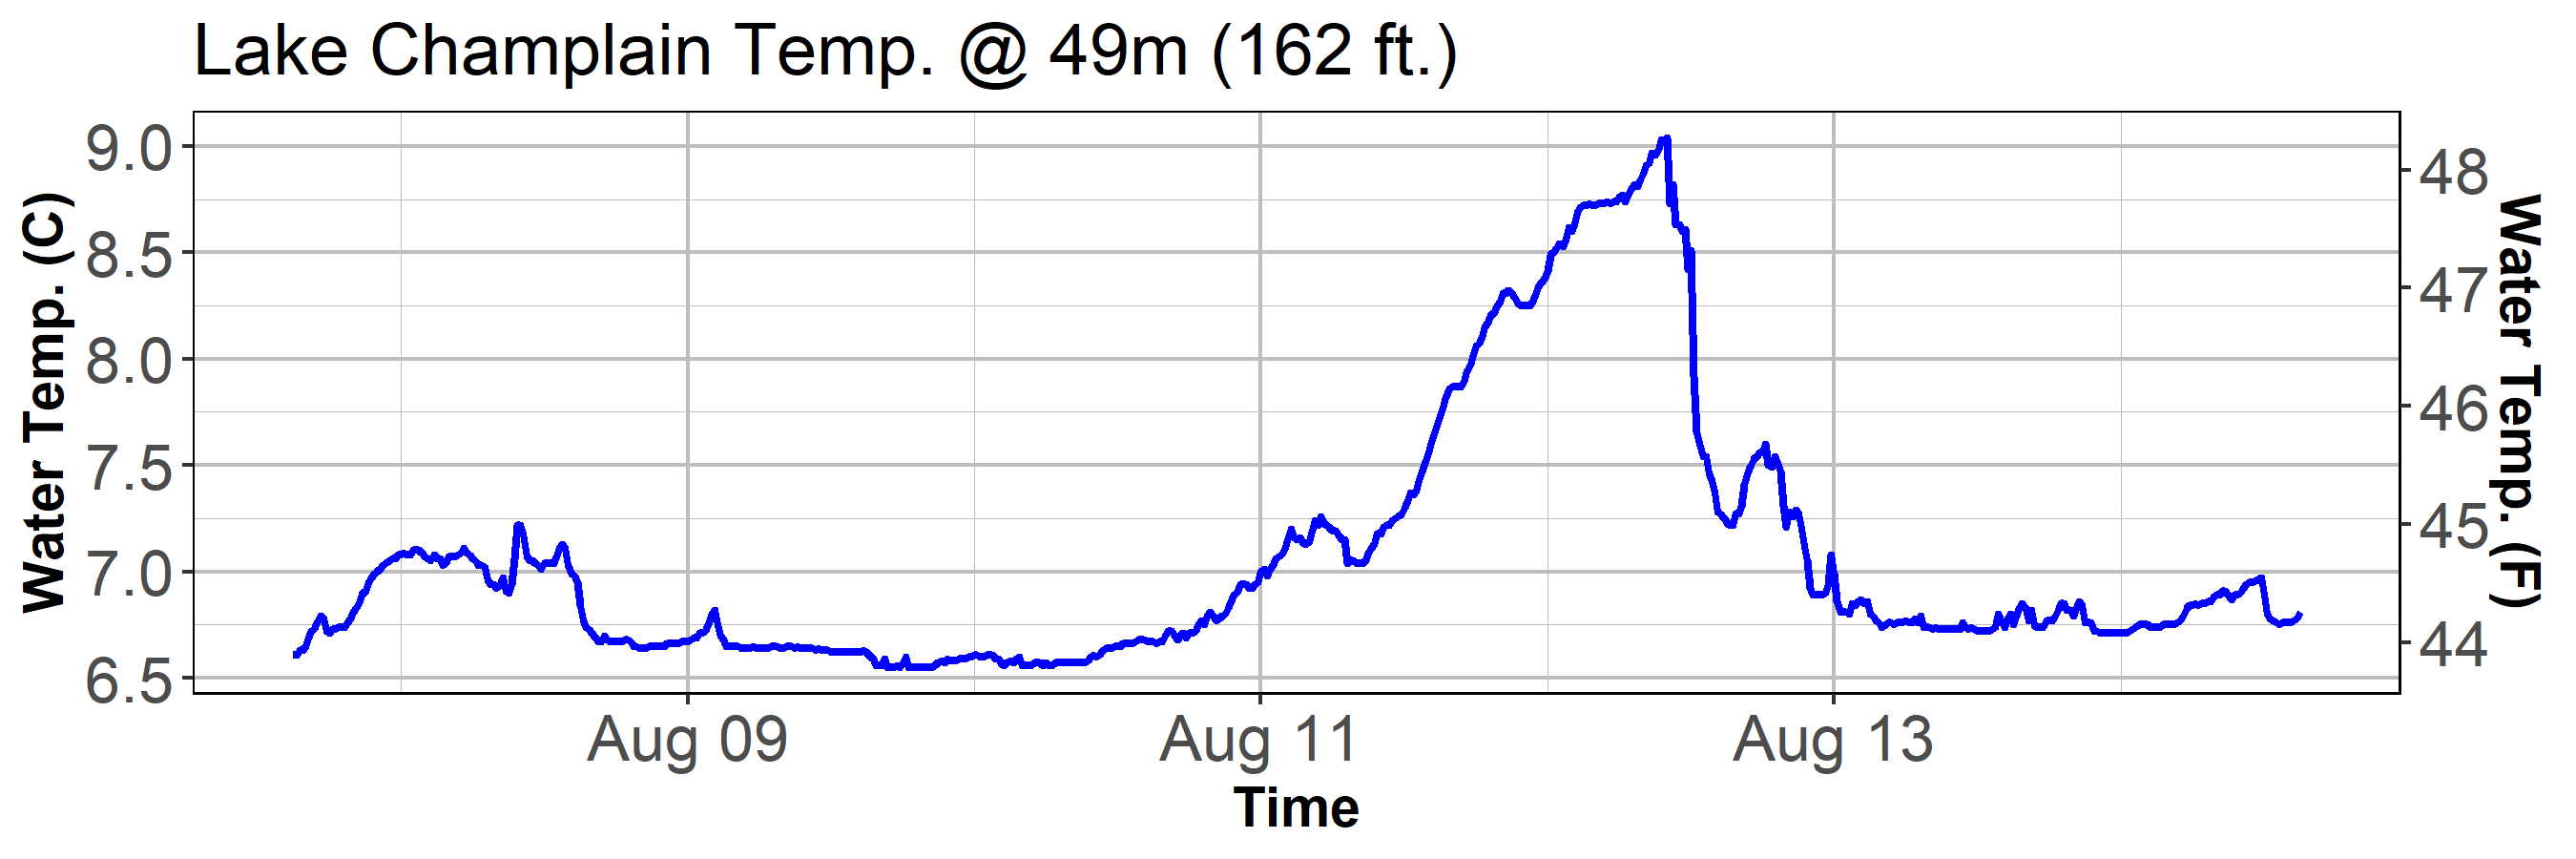 Lake Champlain Temp. @ 49m (162 ft.)
Water Temp. (C)
9.0
8.5
8.0
7.5
7.0
6.5
48
47
46
45
44
Water Temp. (F)
Aug 09 Aug 11 Aug 13
Time